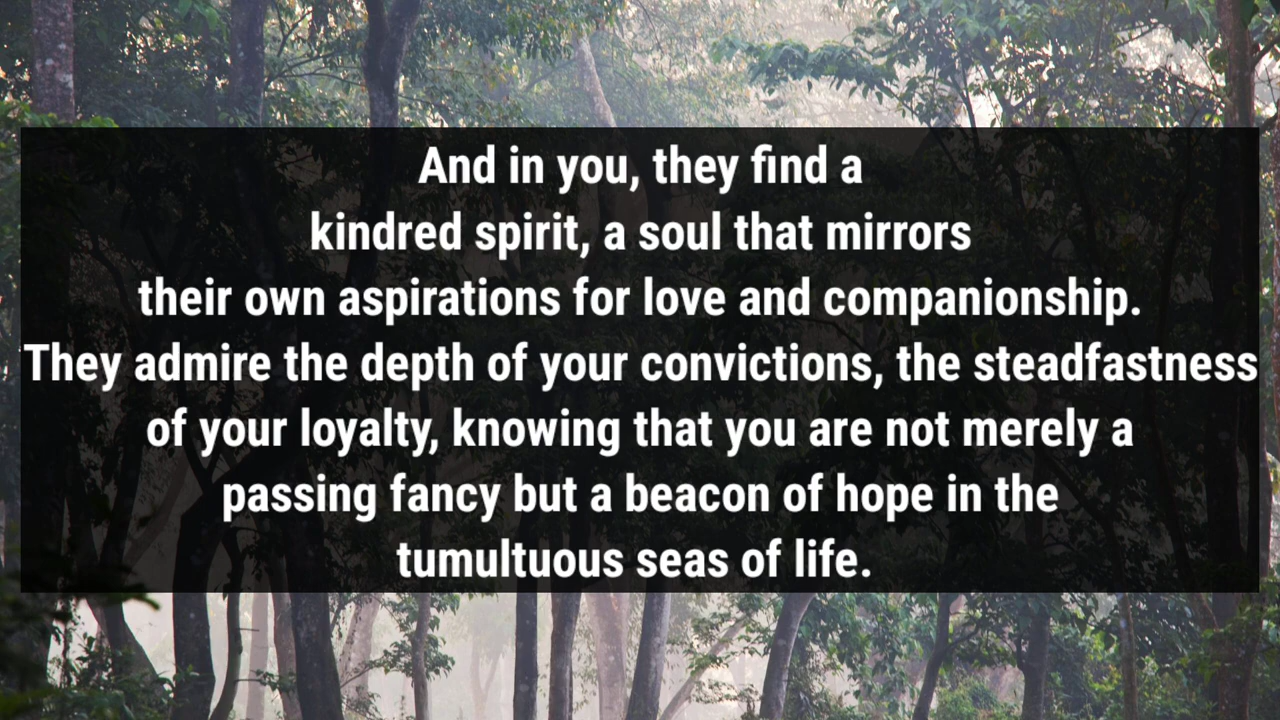 And in you, they find a
kindred spirit, a soul that mirrors
their own aspirations for love and companionship.
They admire the depth of your convictions, the steadfastness
of your loyalty, knowing that you are not merely a
passing fancy but a beacon of hope in the
tumultuous seas of life.